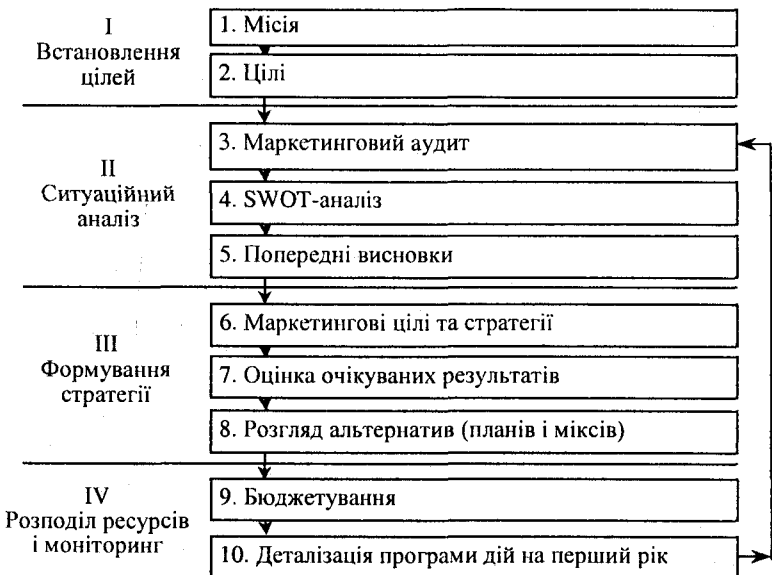 I
Встановлення
цілей
1. Місія
2. Цілі
II
Ситуаційний
аналіз
3. Маркетинговий аудит
4. SWOT-аналіз
5. Попередні висновки
III
Формування
стратегії
6. Маркетингові цілі та стратегії
7. Оцінка очікуваних результатів
8. Розгляд альтернатив (планів і міксів)
IV
Розподіл ресурсів
і моніторинг
9. Бюджетування
10. Деталізація програми дій на перший рік